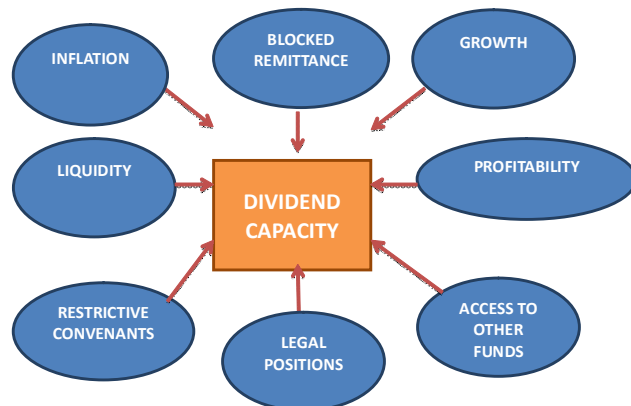 INFLATION
BLOCKED
REMITTANCE
GROWTH
LIQUIDITY
DIVIDEND
CAPACITY
PROFITABILITY
RESTRICTIVE
CONVENANTS
LEGAL
POSITIONS
ACCESS TO
OTHER
FUNDS